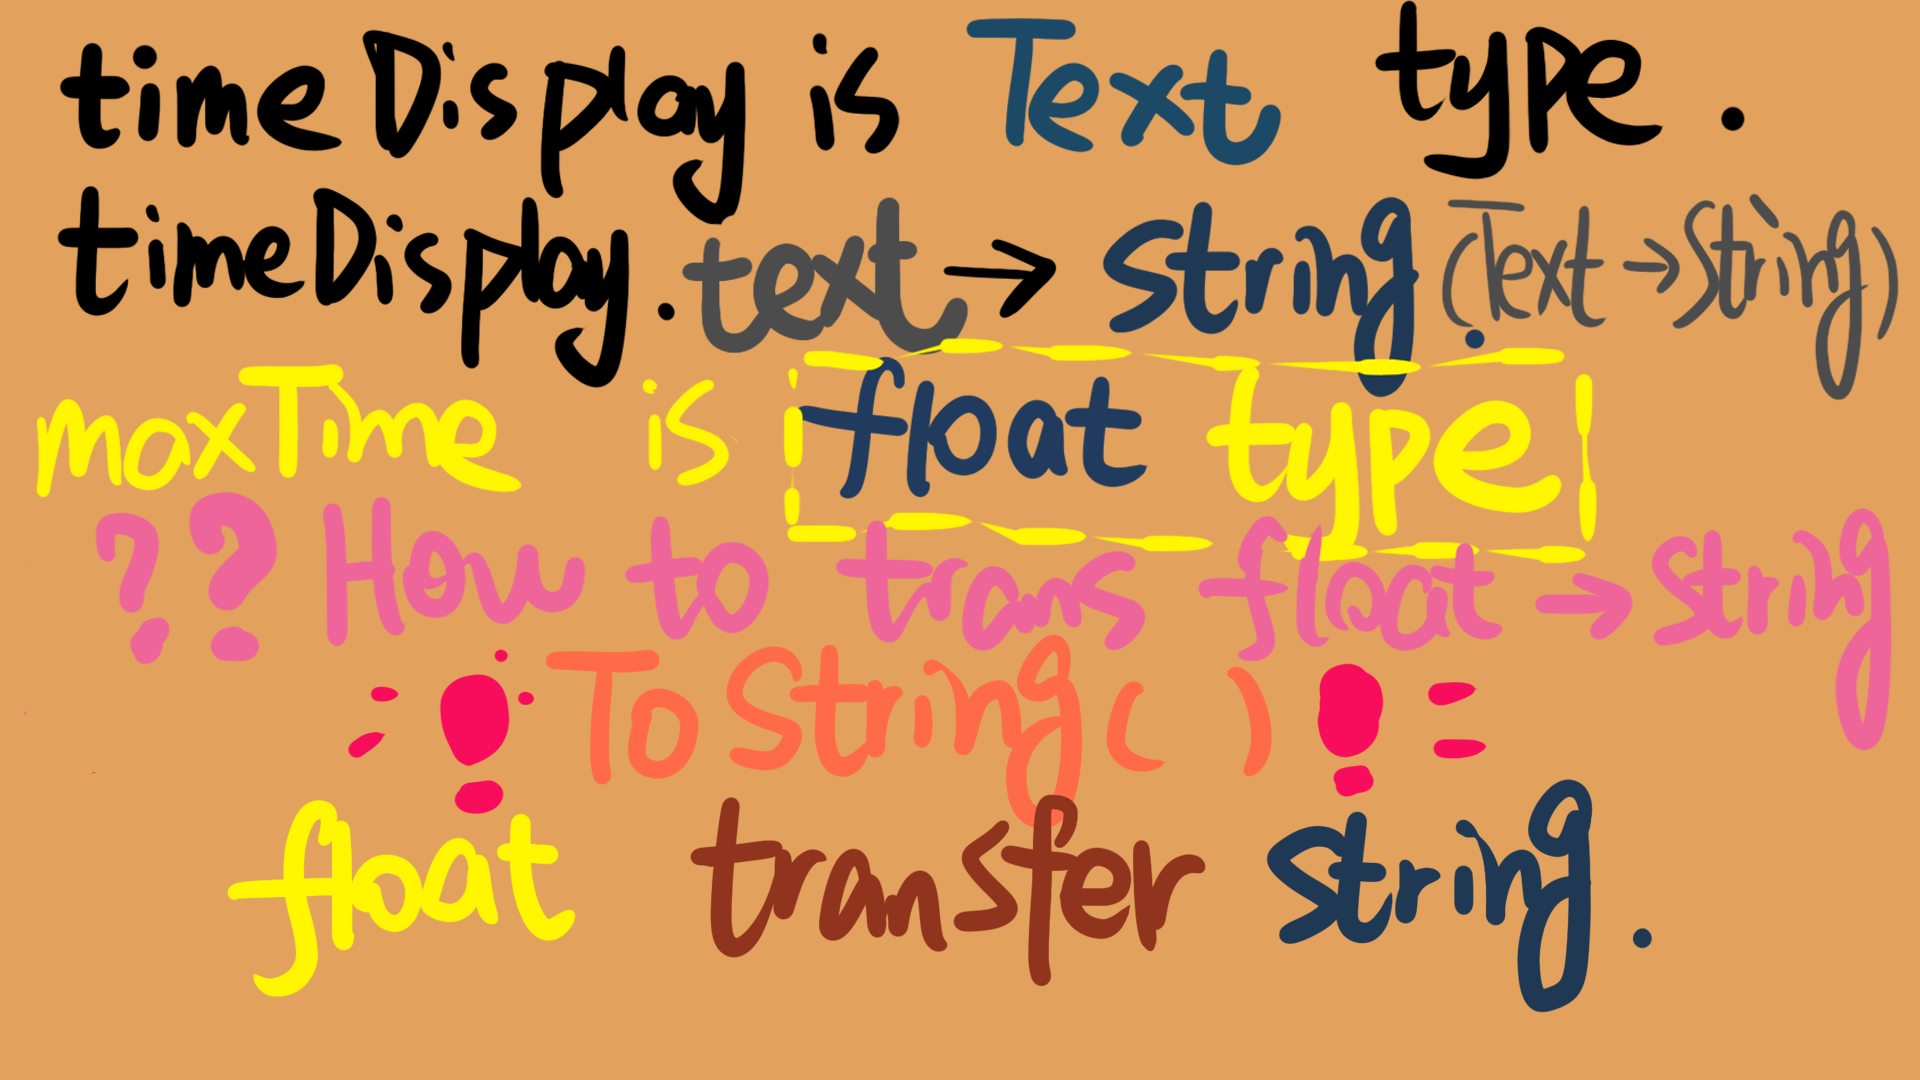 timeDisplay is Text type.
timeDisplay.text → String (Text → String)
maxTime is float type
?? How to trans float → string
! ToString( ) !
float transfer string.